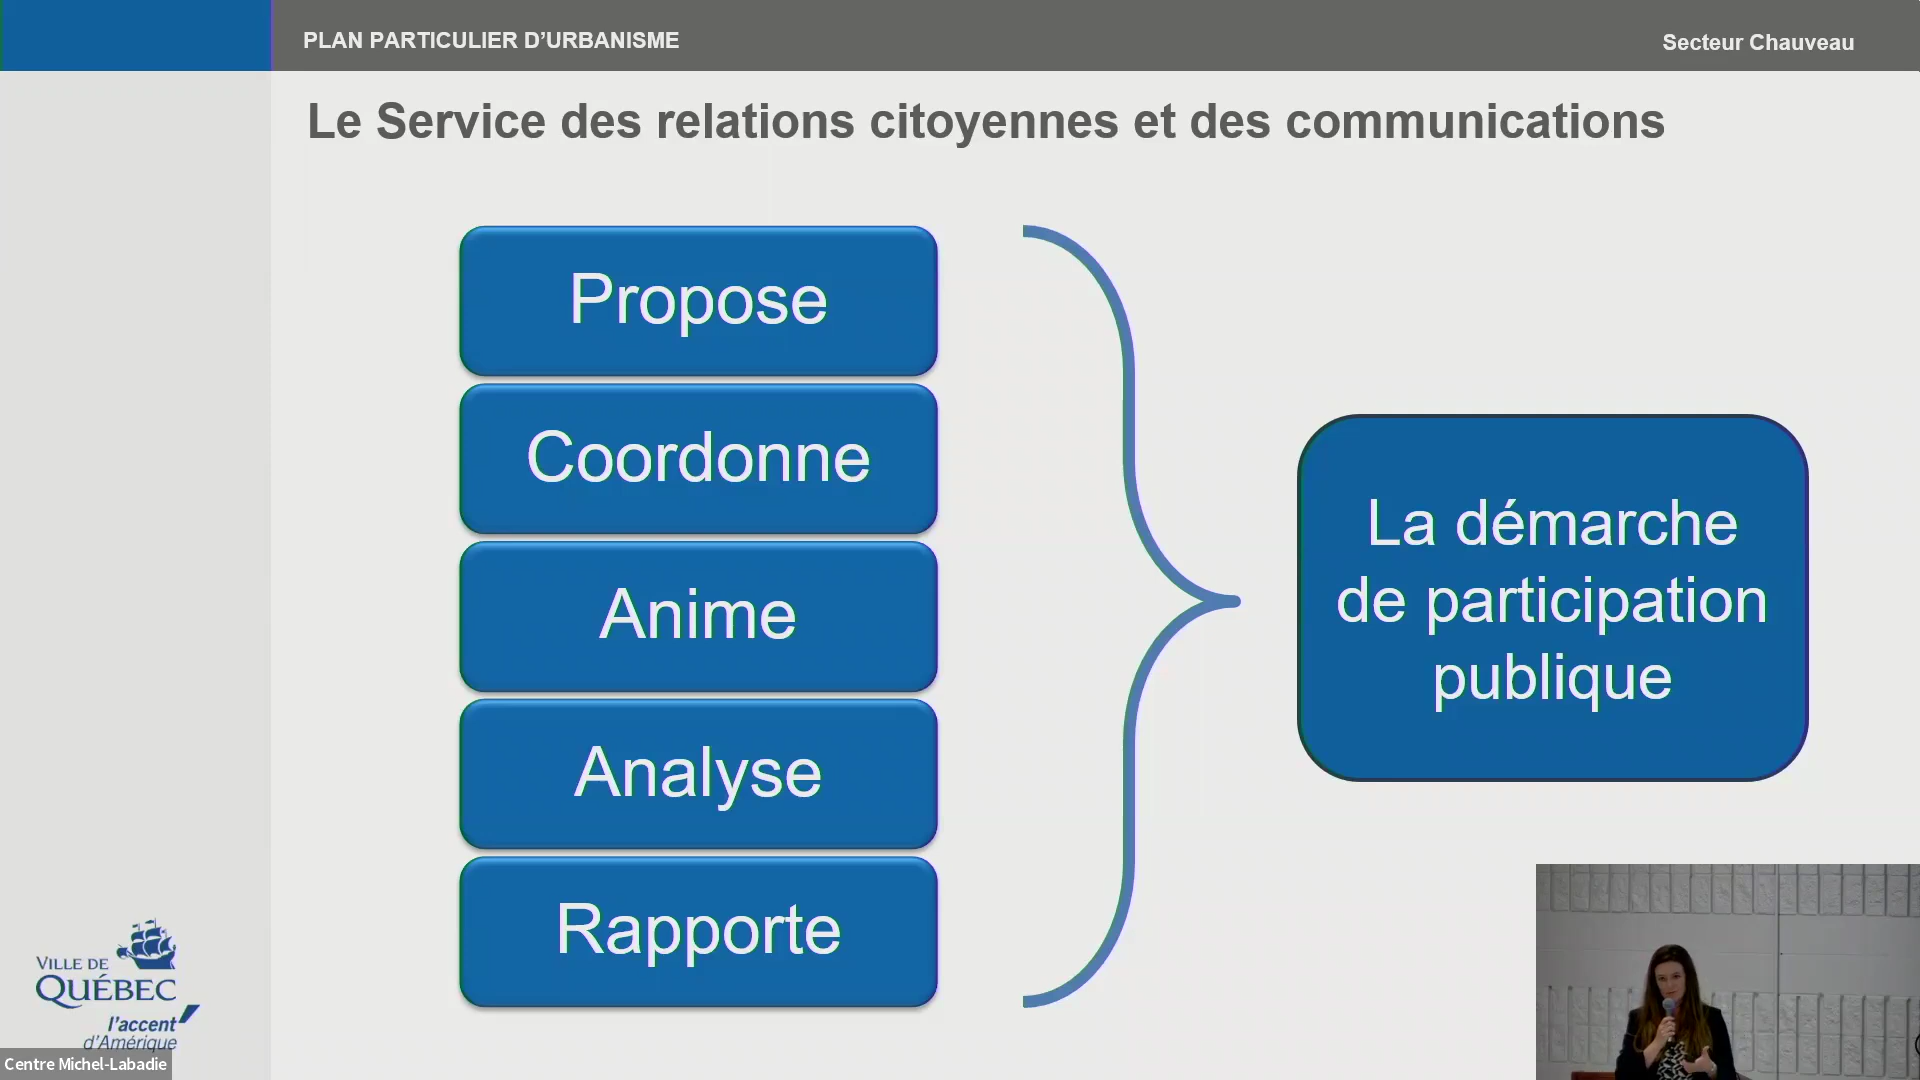 PLAN PARTICULIER D’URBANISME
Secteur Chauveau
Le Service des relations citoyennes et des communications
Propose
Coordonne
Anime
Analyse
Rapporte
La démarche
de participation
publique
VILLE DE
QUÉBEC
l'accent
d'Amérique
Centre Michel-Labadie